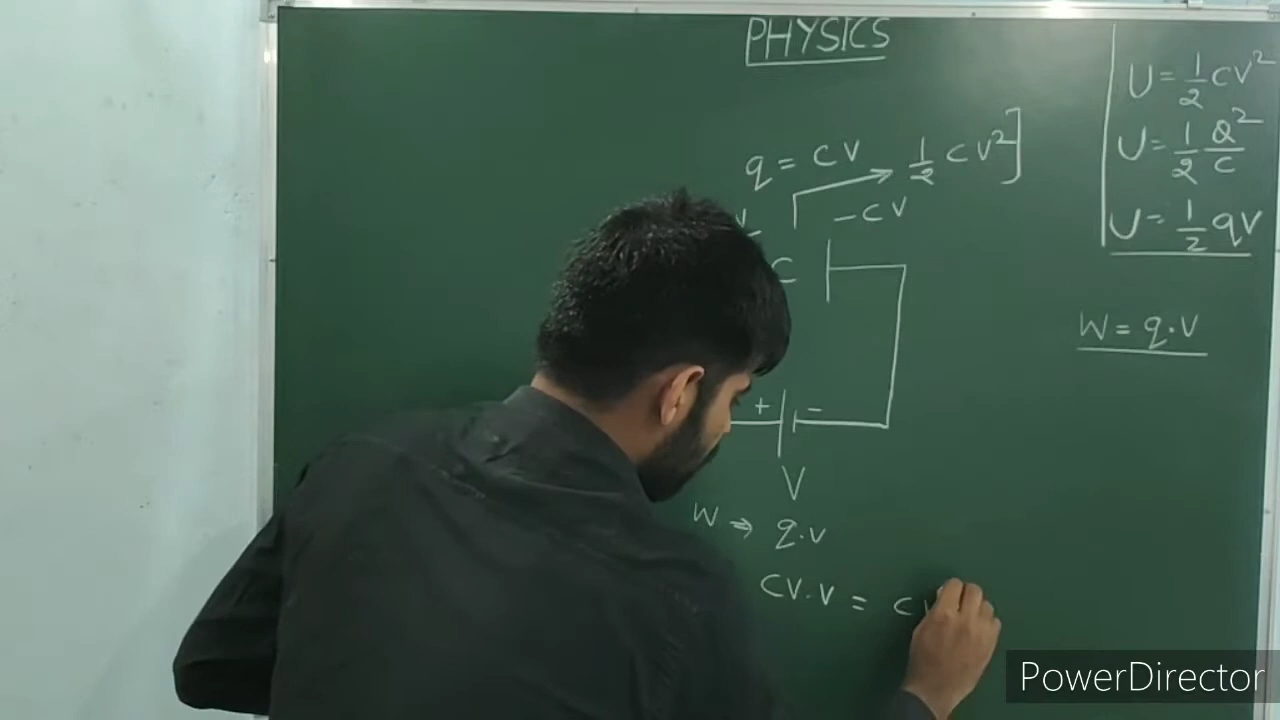 PHYSICS
q = CV
1/2 CV²]
-CV
C
+ -
V
W → q.v
CV.V = C
U = 1/2 CV²
U = 1/2 Q²/C
U = 1/2 qV
W = q.V
PowerDirector